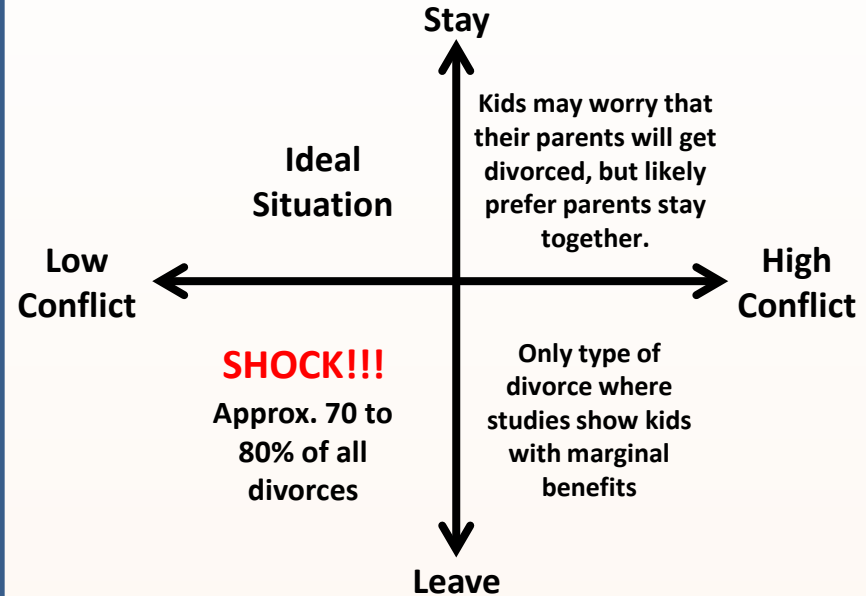 Stay
Ideal
Situation
Kids may worry that
their parents will get
divorced, but likely
prefer parents stay
together.
Low
Conflict
High
Conflict
SHOCK!!!
Approx. 70 to
80% of all
divorces
Only type of
divorce where
studies show kids
with marginal
benefits
Leave